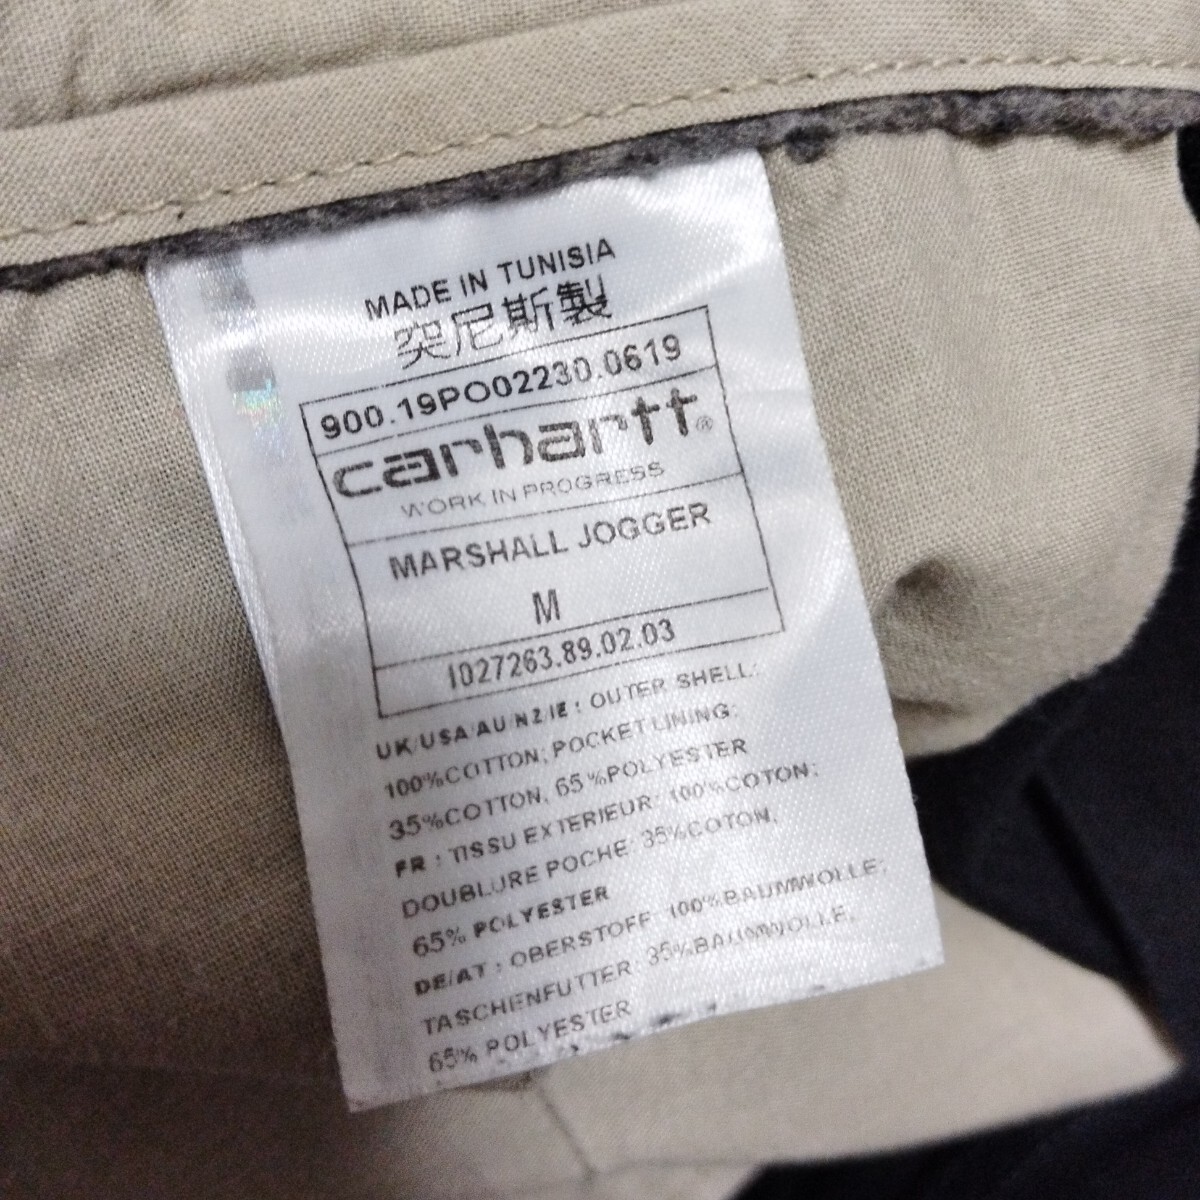 MADE IN TUNISIA
突尼斯製
900.19PO02230.0619
carhartt®
WORK IN PROGRESS
MARSHALL JOGGER
M
I027263.89.02.03
UK/USA/AU/NZ/IE : OUTER SHELL:
100%COTTON; POCKET LINING:
35%COTTON, 65%POLYESTER
FR : TISSU EXTERIEUR: 100%COTON;
DOUBLURE POCHE: 35%COTON,
65% POLYESTER
DE/AT : OBERSTOFF: 100%BAUMWOLLE;
TASCHENFUTTER: 35%BAUMWOLLE,
65% POLYESTER